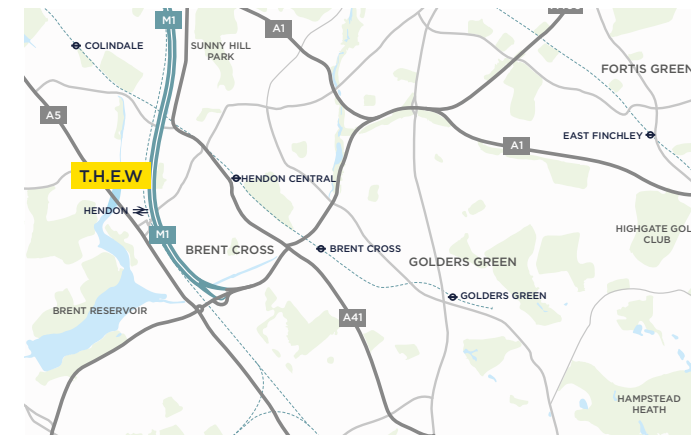 M1
A1
COLINDALE
SUNNY HILL
PARK
FORTIS GREEN
A5
EAST FINCHLEY
A1
T.H.E.W
HENDON CENTRAL
HENDON
M1
BRENT CROSS
BRENT CROSS
HIGHGATE GOL
CLUB
GOLDERS GREEN
GOLDERS GREEN
BRENT RESERVOIR
A41
HAMPSTEAD
HEATH